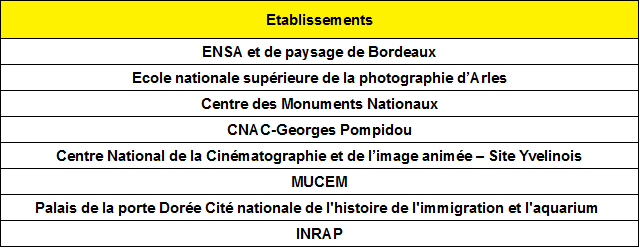 Etablissements
ENSA et de paysage de Bordeaux
Ecole nationale supérieure de la photographie d’Arles
Centre des Monuments Nationaux
CNAC-Georges Pompidou
Centre National de la Cinématographie et de l’image animée – Site Yvelinois
MUCEM
Palais de la porte Dorée Cité nationale de l'histoire de l'immigration et l'aquarium
INRAP